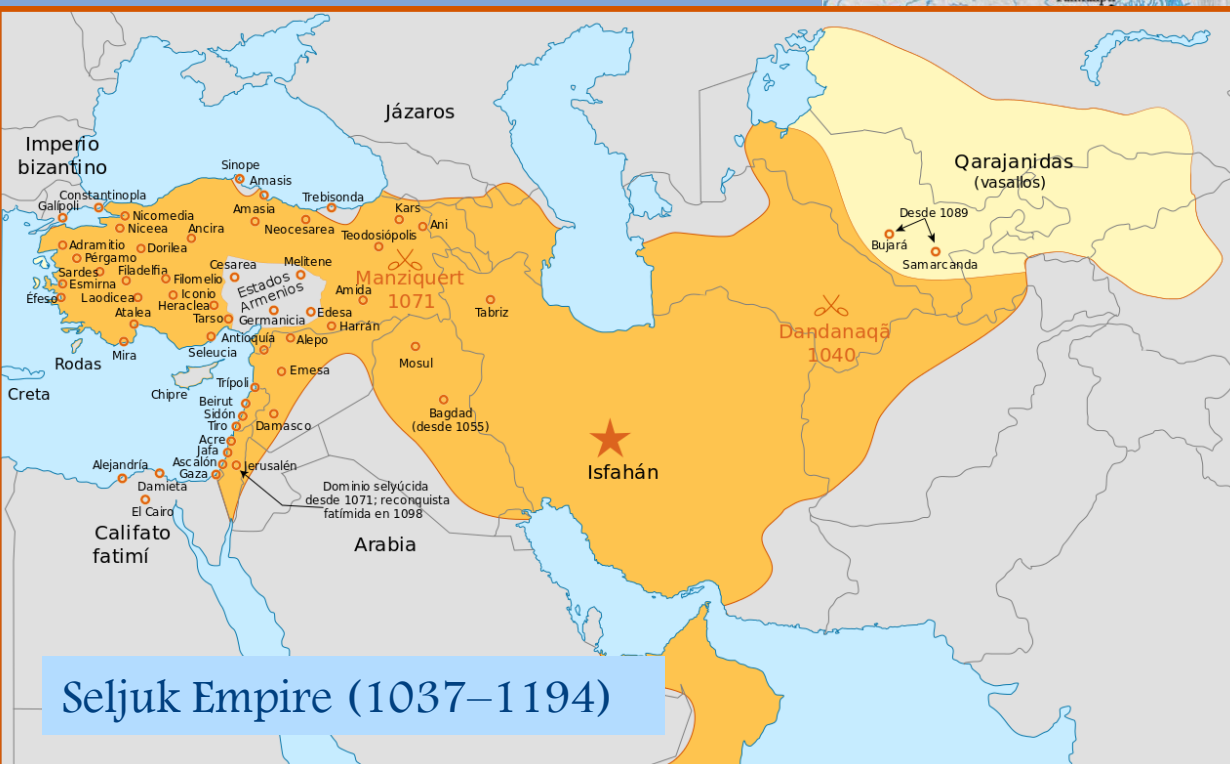 Jázaros
Imperio
bizantino
Sinope
Amasis
Qarajanidas
(vasallos)
Constantinopla
Galípoli
Trebisonda
Nicomedia
Amasia
Kars
Niceea
Ancira
Neocesarea
Ani
Desde 1089
Teodosiópolis
Adramitio
Dorilea
Bujará
Pérgamo
Samarcanda
Sardes
Filadelfia
Cesarea
Melitene
Esmirna
Filomelio
Estados
Armenios
Manziquert
1071
Éfeso
Laodicea
Iconio
Heraclea
Amida
Atalea
Tarso
Germanicia
Edesa
Tabriz
Harrán
Dandanaqã
1040
Antioquía
Alepo
Seleucia
Mira
Rodas
Mosul
Emesa
Trípoli
Creta
Chipre
Beirut
Sidón
Tiro
Damasco
Bagdad
(desde 1055)
Acre
Jafa
Isfahán
Ascalón
Jerusalén
Gaza
Alejandría
Damieta
El Cairo
Dominio selyúcida
desde 1071; reconquista
fatímida en 1098
Califato
fatimí
Arabia
Seljuk Empire (1037–1194)